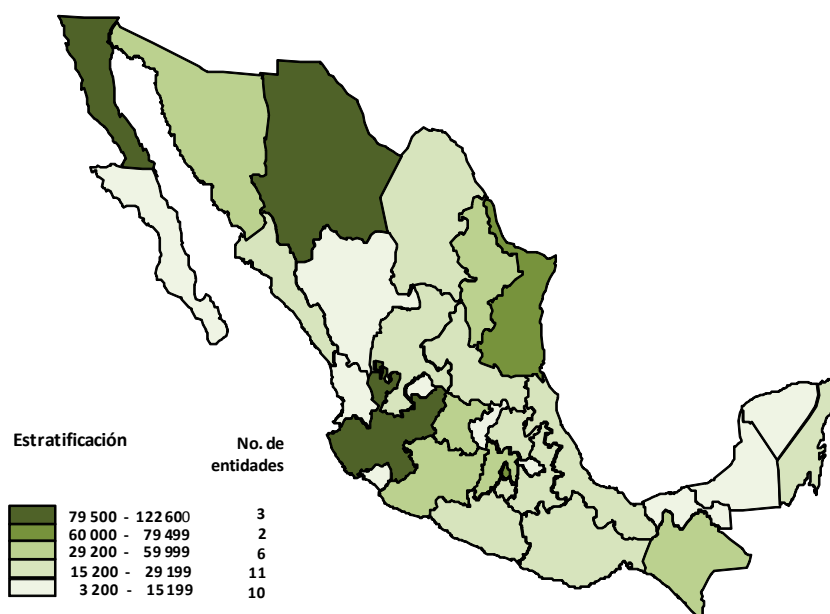 Estratificación
No. de
entidades
79 500 - 122 600 3
60 000 - 79 499 2
29 200 - 59 999 6
15 200 - 29 199 11
3 200 - 15 199 10